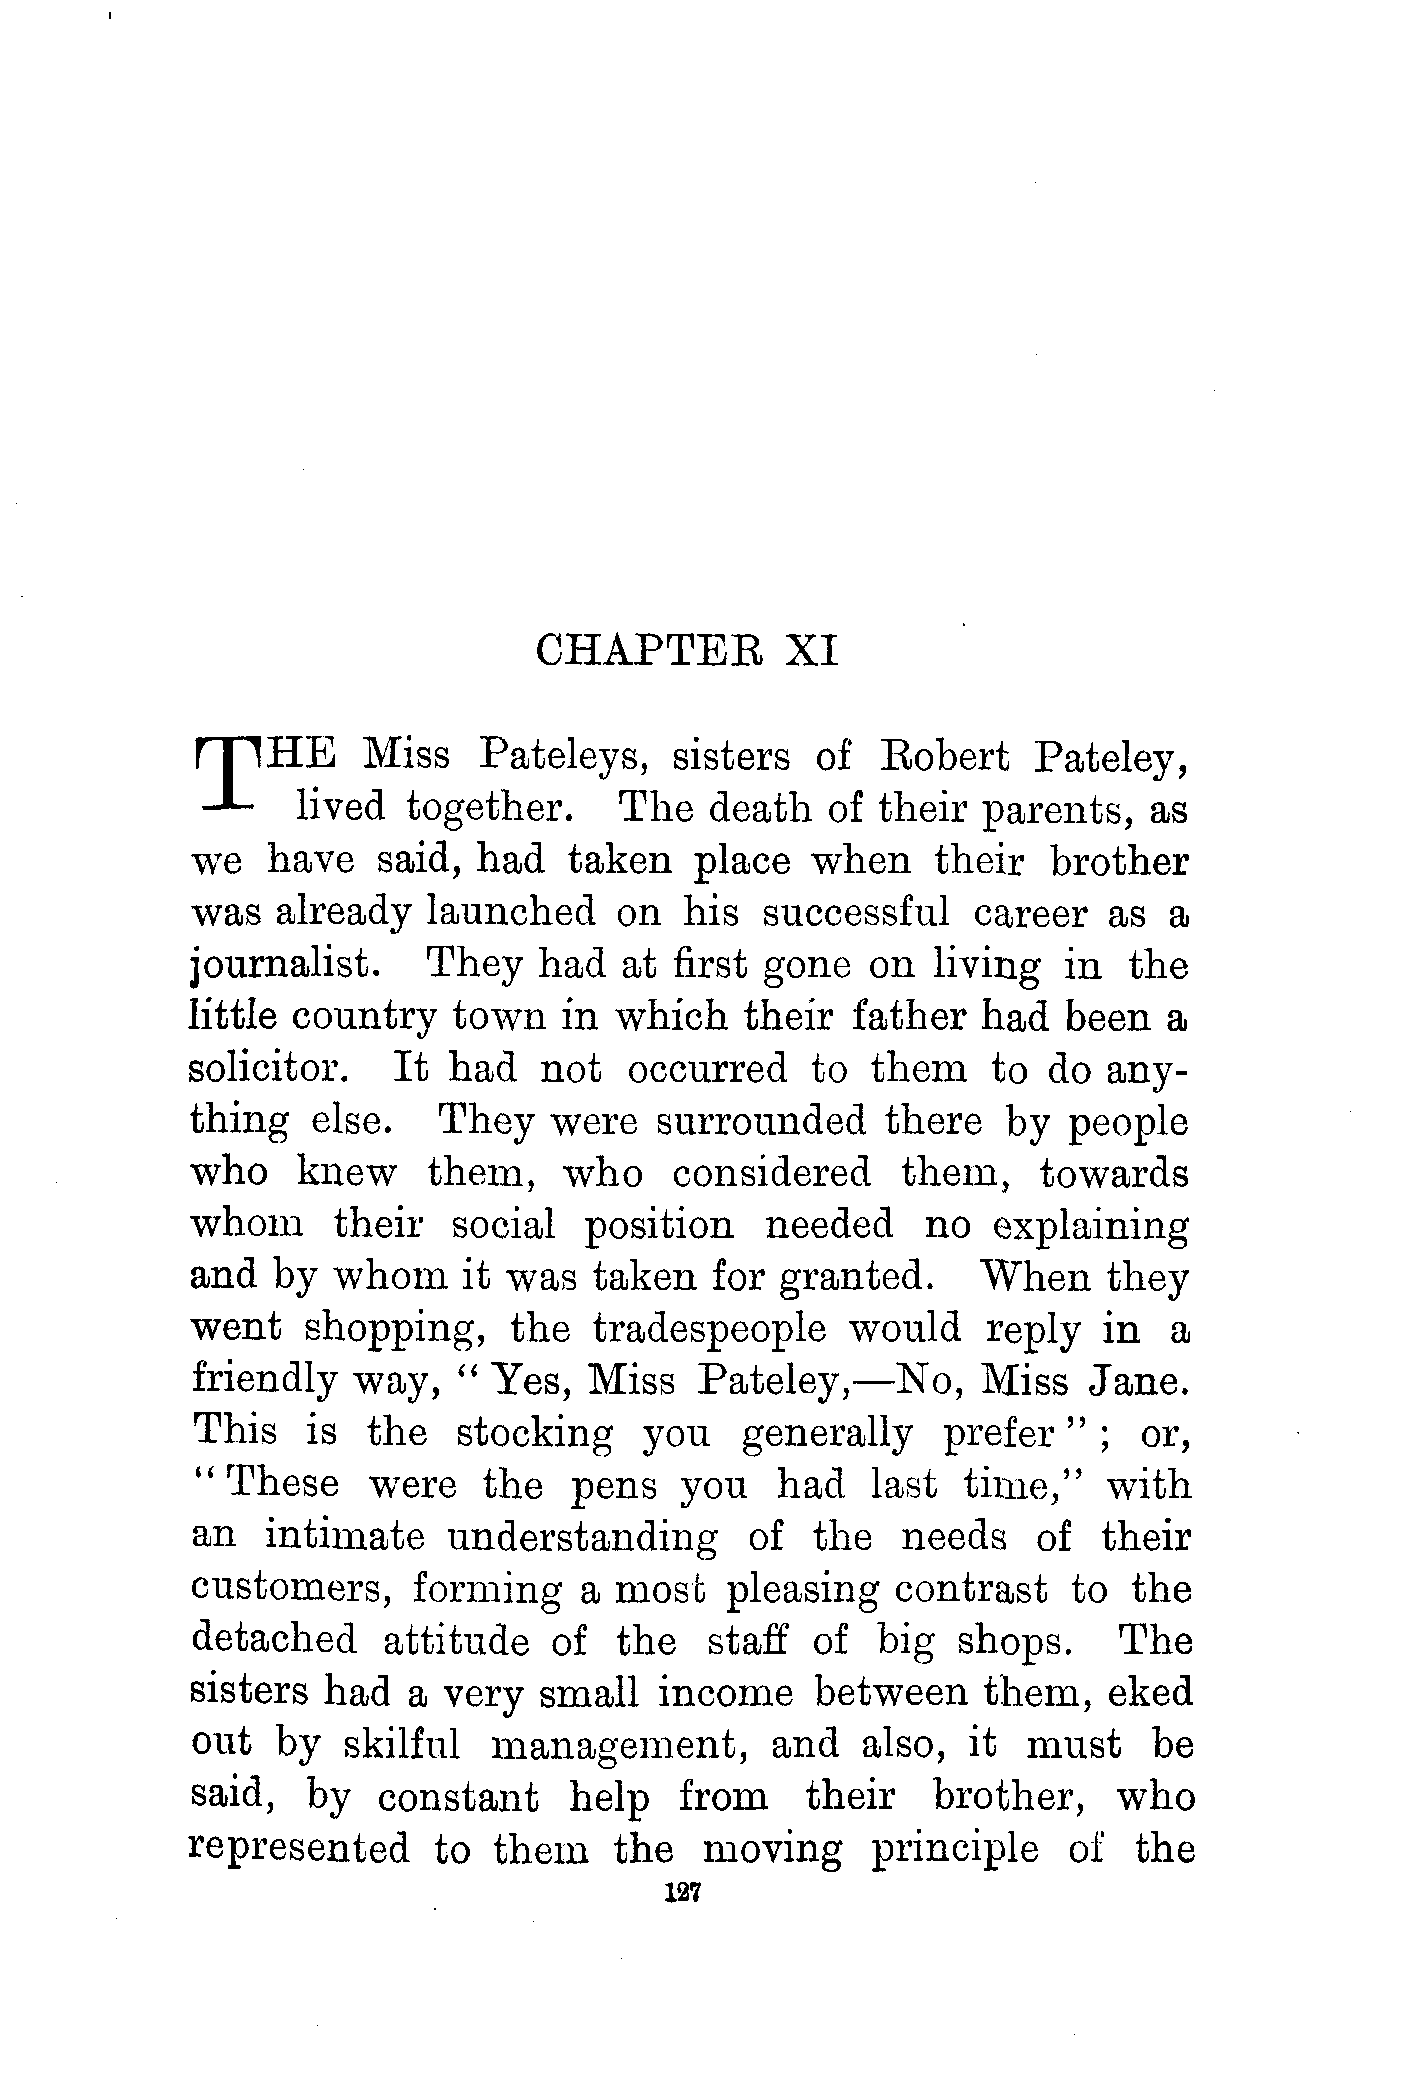 CHAPTER XI
THE Miss Pateleys, sisters of Robert Pateley,
lived together. The death of their parents, as
we have said, had taken place when their brother
was already launched on his successful career as a
journalist. They had at first gone on living in the
little country town in which their father had been a
solicitor. It had not occurred to them to do any-
thing else. They were surrounded there by people
who knew them, who considered them, towards
whom their social position needed no explaining
and by whom it was taken for granted. When they
went shopping, the tradespeople would reply in a
friendly way, “ Yes, Miss Pateley,—No, Miss Jane.
This is the stocking you generally prefer ” ; or,
“ These were the pens you had last time,” with
an intimate understanding of the needs of their
customers, forming a most pleasing contrast to the
detached attitude of the staff of big shops. The
sisters had a very small income between them, eked
out by skilful management, and also, it must be
said, by constant help from their brother, who
represented to them the moving principle of the
127